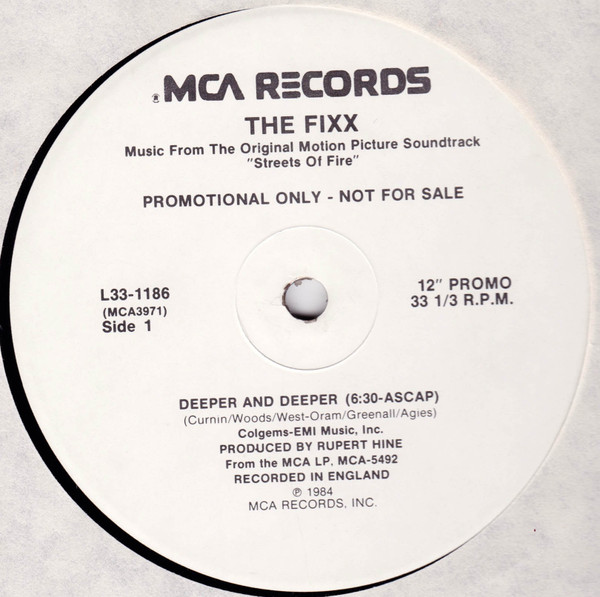 MCA RECORDS
THE FIXX
Music From The Original Motion Picture Soundtrack
"Streets Of Fire"
PROMOTIONAL ONLY - NOT FOR SALE
L33-1186
(MCA3971)
Side 1
12" PROMO
33 1/3 R.P.M.
DEEPER AND DEEPER (6:30-ASCAP)
(Curnin/Woods/West-Oram/Greenall/Agies)
Colgems-EMI Music, Inc.
PRODUCED BY RUPERT HINE
From the MCA LP, MCA-5492
RECORDED IN ENGLAND
℗ 1984
MCA RECORDS, INC.